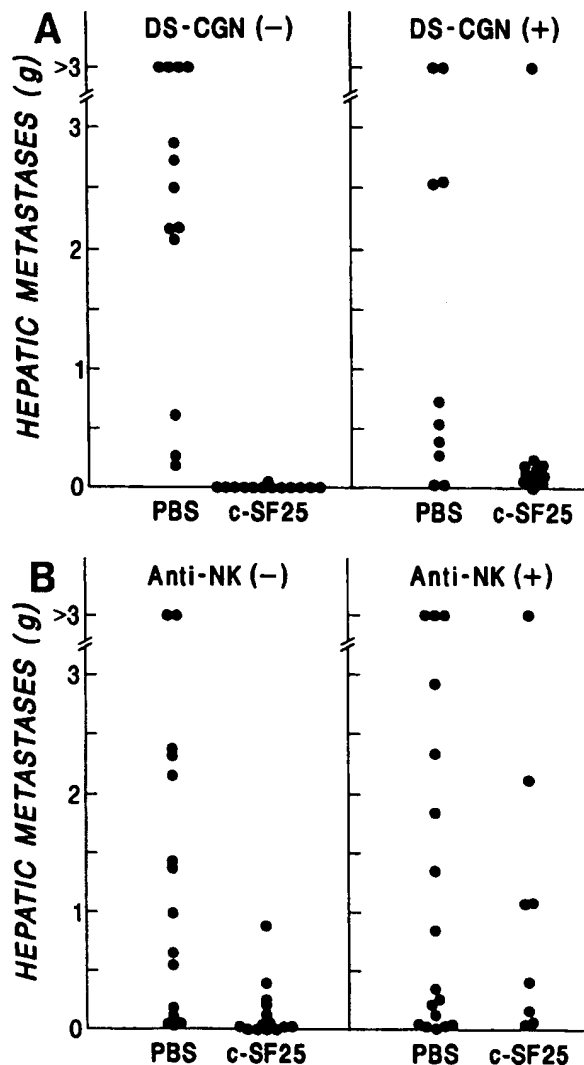 A
DS-CGN (−)
DS-CGN (+)
HEPATIC METASTASES (g)
>3
3
2
1
0
PBS
c-SF25
PBS
c-SF25
B
Anti-NK (−)
Anti-NK (+)
HEPATIC METASTASES (g)
>3
3
2
1
0
PBS
c-SF25
PBS
c-SF25